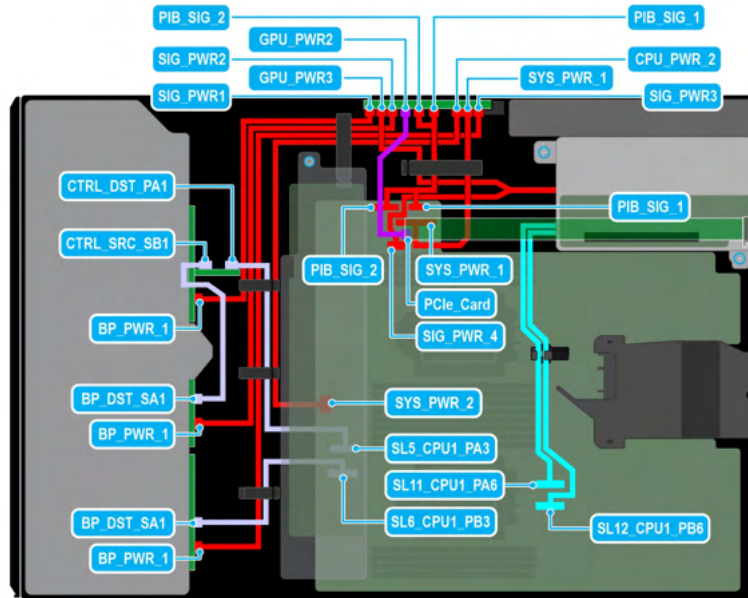 PIB_SIG_2
PIB_SIG_1
GPU_PWR2
SIG_PWR2
CPU_PWR_2
GPU_PWR3
SYS_PWR_1
SIG_PWR1
SIG_PWR3
CTRL_DST_PA1
PIB_SIG_1
CTRL_SRC_SB1
PIB_SIG_2
SYS_PWR_1
PCIe_Card
BP_PWR_1
SIG_PWR_4
BP_DST_SA1
SYS_PWR_2
BP_PWR_1
SL5_CPU1_PA3
SL11_CPU1_PA6
BP_DST_SA1
SL6_CPU1_PB3
SL12_CPU1_PB6
BP_PWR_1